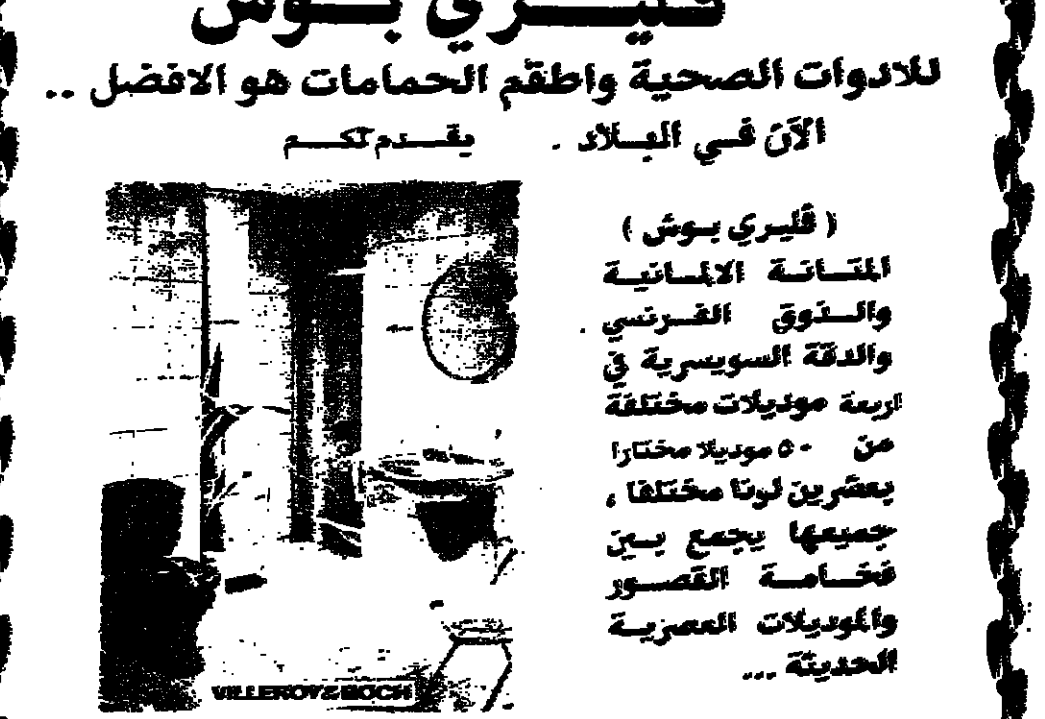 ڤليري بـوش
للادوات الصحية واطقم الحمامات هو الافضل ..
الآن في البلاد . يقدم لكم
( ڤليري بوش )
المتانة الالمانية
والذوق الفرنسي .
والدقة السويسرية في
اربعة موديلات مختلفة
من ٥٠ موديلا مختارا
بعشرين لونا مختلفا ،
جميعها يجمع بين
فخامة القصور
والموديلات العصرية
الحديثة ...
VILLEROY & BOCH